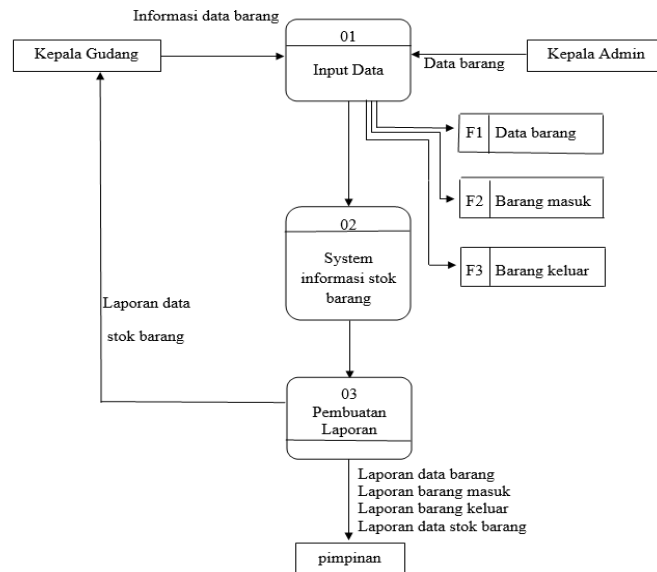 Informasi data barang
01
Kepala Gudang
Input Data
Data barang
Kepala Admin
F1 Data barang
F2 Barang masuk
02
System
informasi stok
barang
F3 Barang keluar
Laporan data
stok barang
03
Pembuatan
Laporan
Laporan data barang
Laporan barang masuk
Laporan barang keluar
Laporan data stok barang
pimpinan